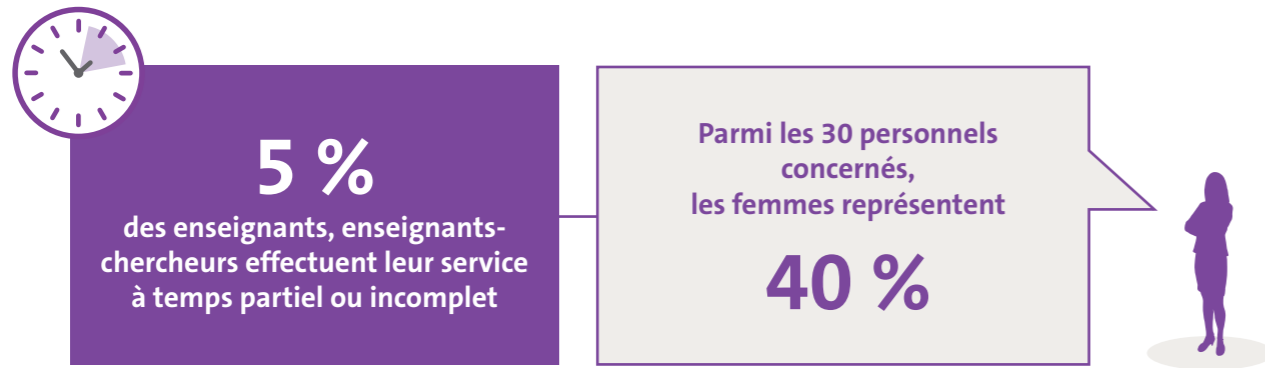 5 %
des enseignants, enseignants-
chercheurs effectuent leur service
à temps partiel ou incomplet
Parmi les 30 personnels
concernés,
les femmes représentent
40 %